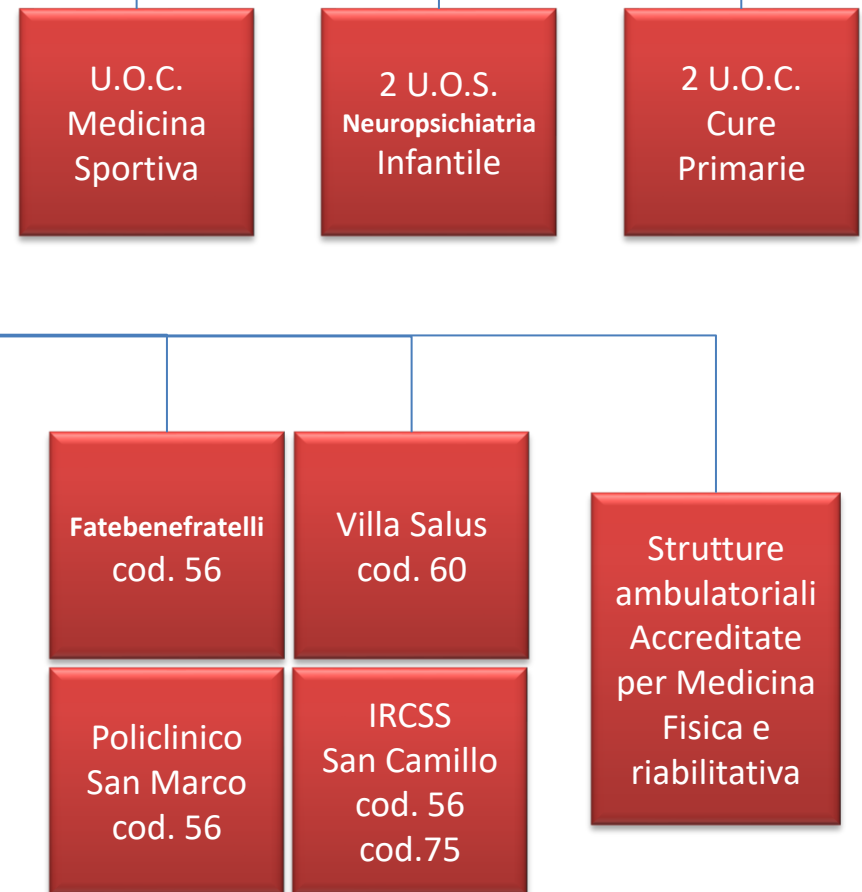 U.O.C.
Medicina
Sportiva
2 U.O.S.
Neuropsichiatria
Infantile
2 U.O.C.
Cure
Primarie
Fatebenefratelli
cod. 56
Villa Salus
cod. 60
Strutture
ambulatoriali
Accreditate
per Medicina
Fisica e
riabilitativa
Policlinico
San Marco
cod. 56
IRCSS
San Camillo
cod. 56
cod.75